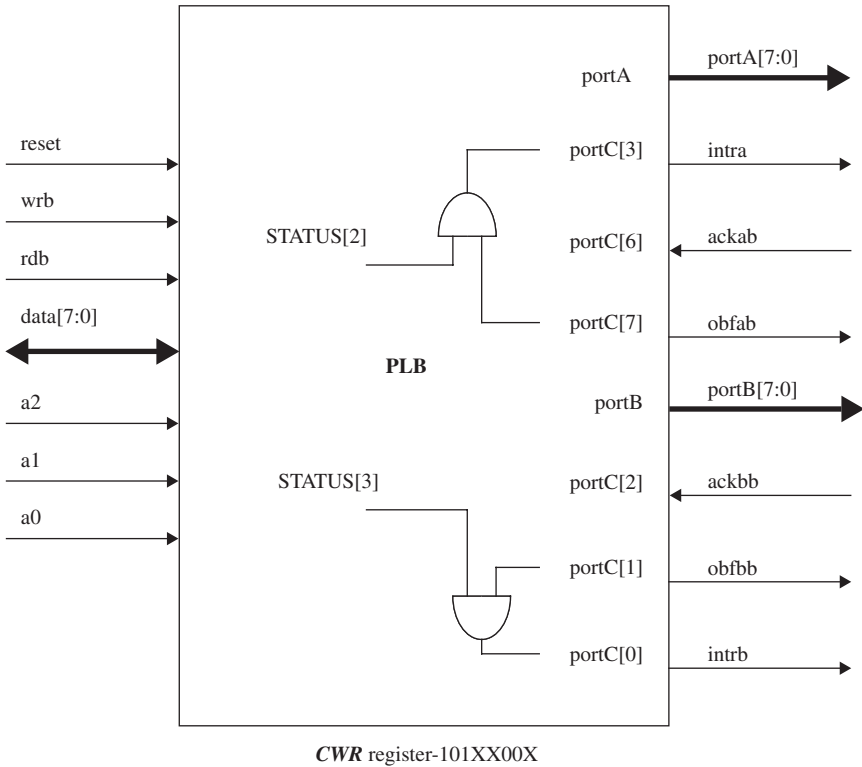 portA
portA[7:0]
reset
portC[3]
intra
wrb
STATUS[2]
portC[6]
ackab
rdb
data[7:0]
portC[7]
obfab
PLB
portB
portB[7:0]
a2
a1
STATUS[3]
portC[2]
ackbb
a0
portC[1]
obfbb
portC[0]
intrb
CWR register-101XX00X